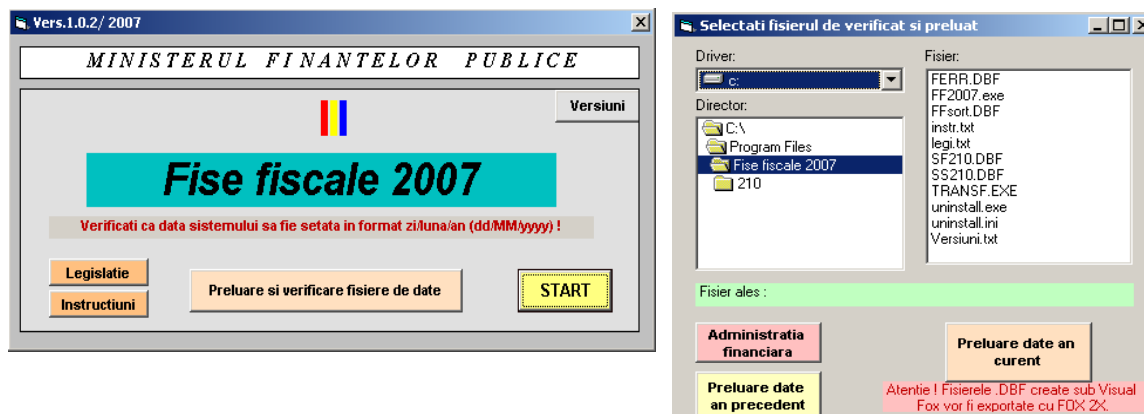 Vers.1.0.2/ 2007
MINISTERUL FINANTELOR PUBLICE
Versiuni
Fise fiscale 2007
Verificati ca data sistemului sa fie setata in format zi/luna/an (dd/MM/yyyy) !
Legislatie
Instructiuni
Preluare si verificare fisiere de date
START
Selectati fisierul de verificat si preluat
Driver:
c:
Director:
C:\
Program Files
Fise fiscale 2007
210
Fisier:
FERR.DBF
FF2007.exe
FFsort.DBF
instr.txt
legi.txt
SF210.DBF
SS210.DBF
TRANSF.EXE
uninstall.exe
uninstall.ini
Versiuni.txt
Fisier ales :
Administratia
financiara
Preluare date an
curent
Preluare date
an precedent
Atentie ! Fisierele .DBF create sub Visual
Fox vor fi exportate cu FOX 2X.